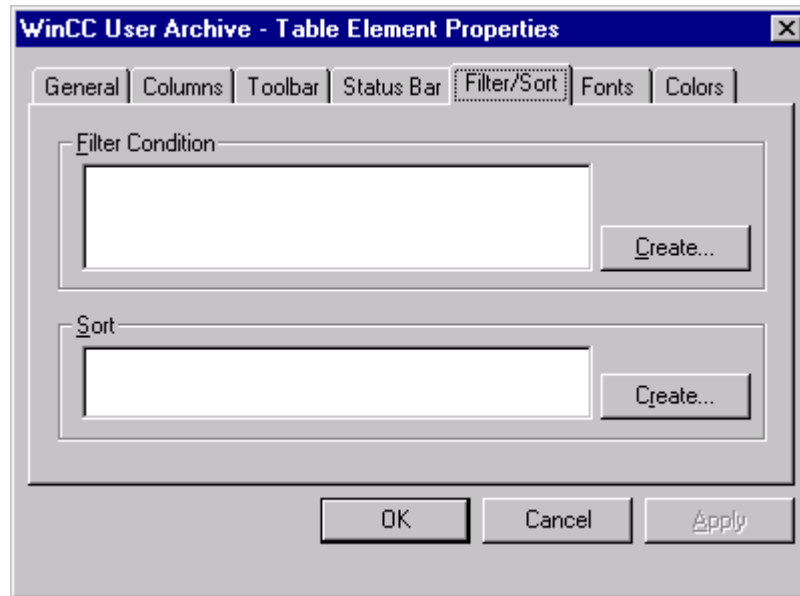 WinCC User Archive - Table Element Properties
General Columns Toolbar Status Bar Filter/Sort Fonts Colors
Filter Condition
Create...
Sort
Create...
OK Cancel Apply